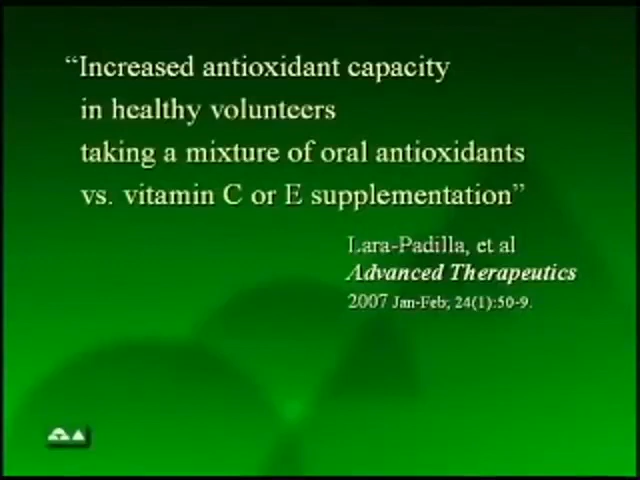 “Increased antioxidant capacity
in healthy volunteers
taking a mixture of oral antioxidants
vs. vitamin C or E supplementation”
Lara-Padilla, et al
Advanced Therapeutics
2007 Jan-Feb; 24(1):50-9.